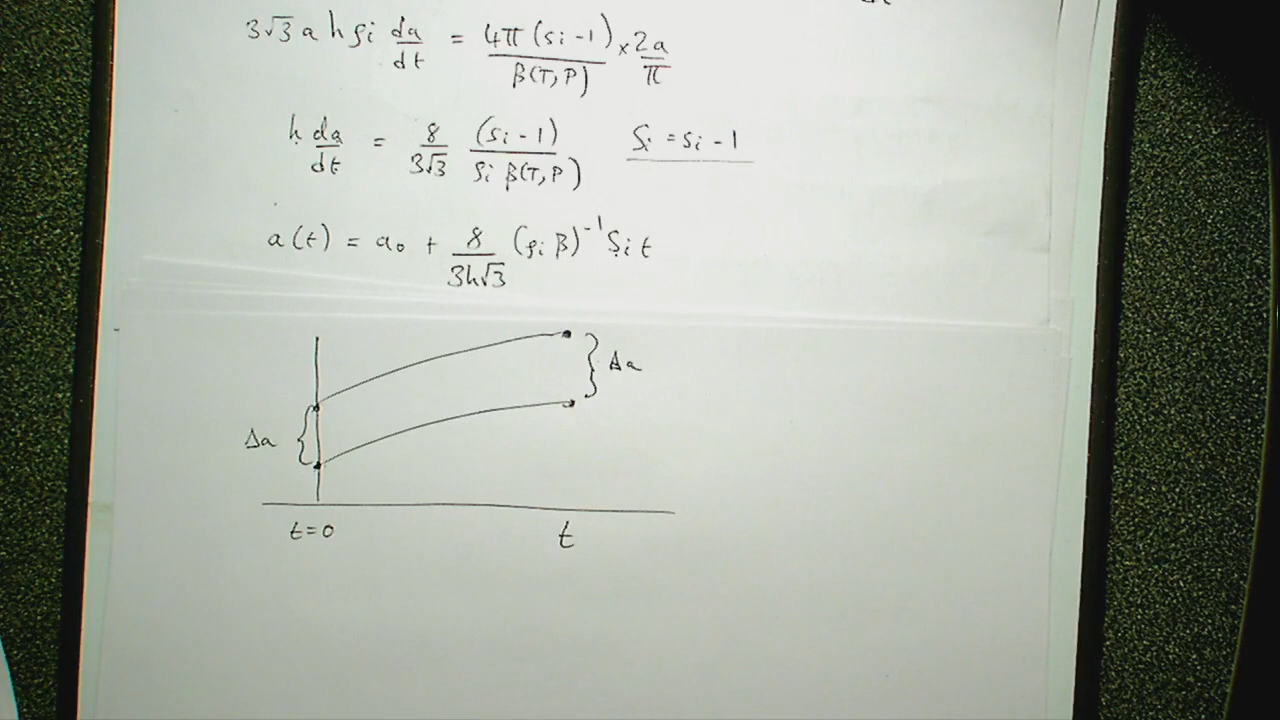 3√3 a h ρi da/dt = 4π (si - 1) / β(T, P) × 2a/π
h da/dt = 8/3√3 (si - 1) / ρi β(T, P) Si = si - 1
a(t) = a₀ + 8/3h√3 (ρi β)⁻¹ Si t
Δa
Δa
t=0 t